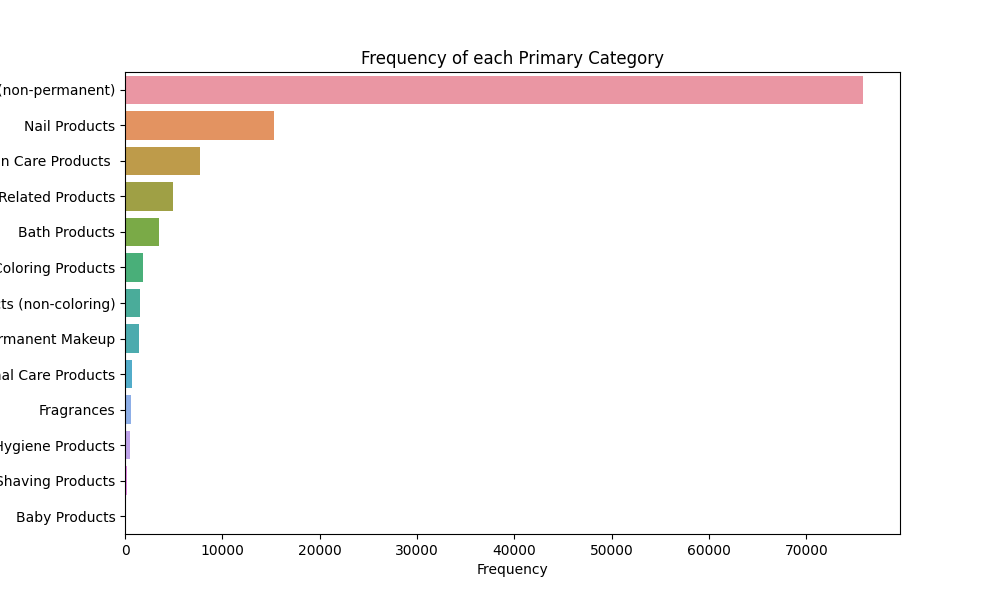 Frequency of each Primary Category
(non-permanent)
Nail Products
n Care Products
Related Products
Bath Products
Coloring Products
ts (non-coloring)
rmanent Makeup
nal Care Products
Fragrances
Hygiene Products
Shaving Products
Baby Products
0 10000 20000 30000 40000 50000 60000 70000
Frequency